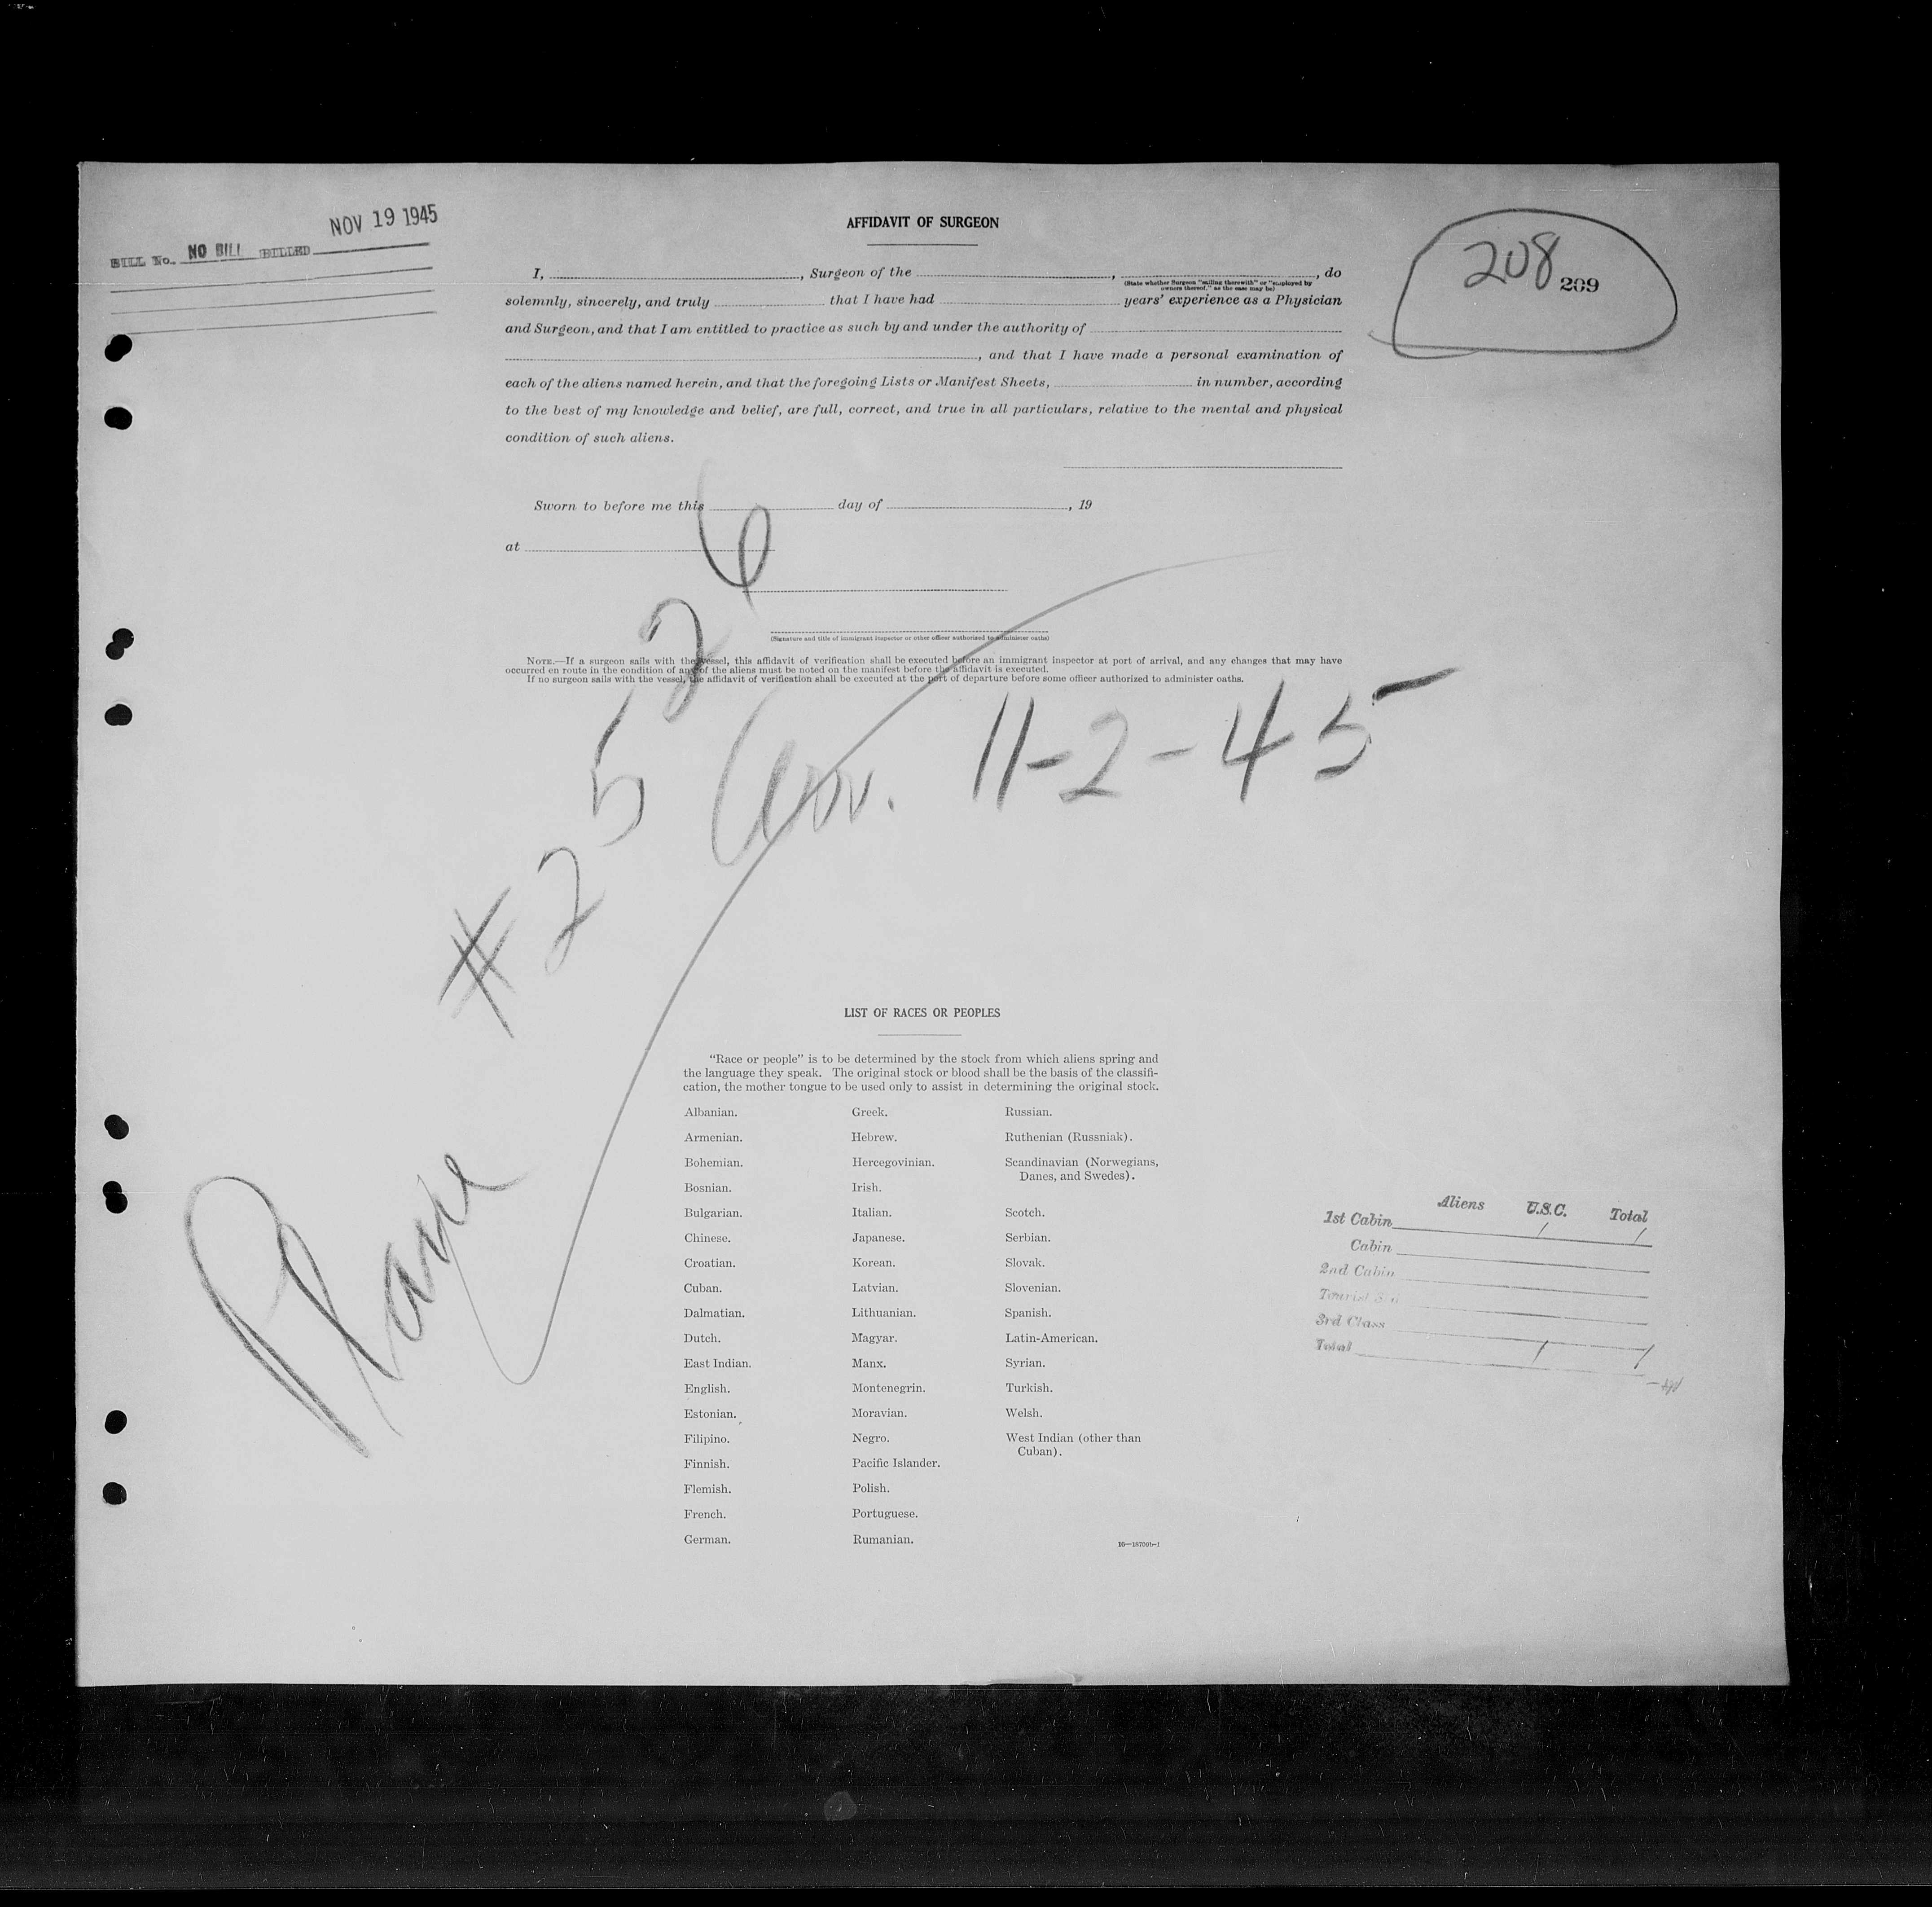 NOV 19 1945
BILL No. NO BILL BILLED
AFFIDAVIT OF SURGEON
208 209
I, , Surgeon of the , , do
(State whether Surgeon "sailing therewith" or "employed by
owners thereof," as the case may be)
solemnly, sincerely, and truly that I have had years' experience as a Physician
and Surgeon, and that I am entitled to practice as such by and under the authority of
, and that I have made a personal examination of
each of the aliens named herein, and that the foregoing Lists or Manifest Sheets, in number, according
to the best of my knowledge and belief, are full, correct, and true in all particulars, relative to the mental and physical
condition of such aliens.
Sworn to before me this day of , 19
at
(Signature and title of immigrant inspector or other officer authorized to administer oaths)
NOTE.—If a surgeon sails with the vessel, this affidavit of verification shall be executed before an immigrant inspector at port of arrival, and any changes that may have
occurred en route in the condition of any of the aliens must be noted on the manifest before the affidavit is executed.
If no surgeon sails with the vessel, the affidavit of verification shall be executed at the port of departure before some officer authorized to administer oaths.
Plane #2526
Arr. 11-2-45
LIST OF RACES OR PEOPLES
"Race or people" is to be determined by the stock from which aliens spring and
the language they speak. The original stock or blood shall be the basis of the classifi-
cation, the mother tongue to be used only to assist in determining the original stock.
Albanian.
Armenian.
Bohemian.
Bosnian.
Bulgarian.
Chinese.
Croatian.
Cuban.
Dalmatian.
Dutch.
East Indian.
English.
Estonian.
Filipino.
Finnish.
Flemish.
French.
German.
Greek.
Hebrew.
Hercegovinian.
Irish.
Italian.
Japanese.
Korean.
Latvian.
Lithuanian.
Magyar.
Manx.
Montenegrin.
Moravian.
Negro.
Pacific Islander.
Polish.
Portuguese.
Rumanian.
Russian.
Ruthenian (Russniak).
Scandinavian (Norwegians,
Danes, and Swedes).
Scotch.
Serbian.
Slovak.
Slovenian.
Spanish.
Latin-American.
Syrian.
Turkish.
Welsh.
West Indian (other than
Cuban).
Aliens U.S.C. Total
1st Cabin 1 1
Cabin
2nd Cabin
Tourist
3rd Class
Total 1 1